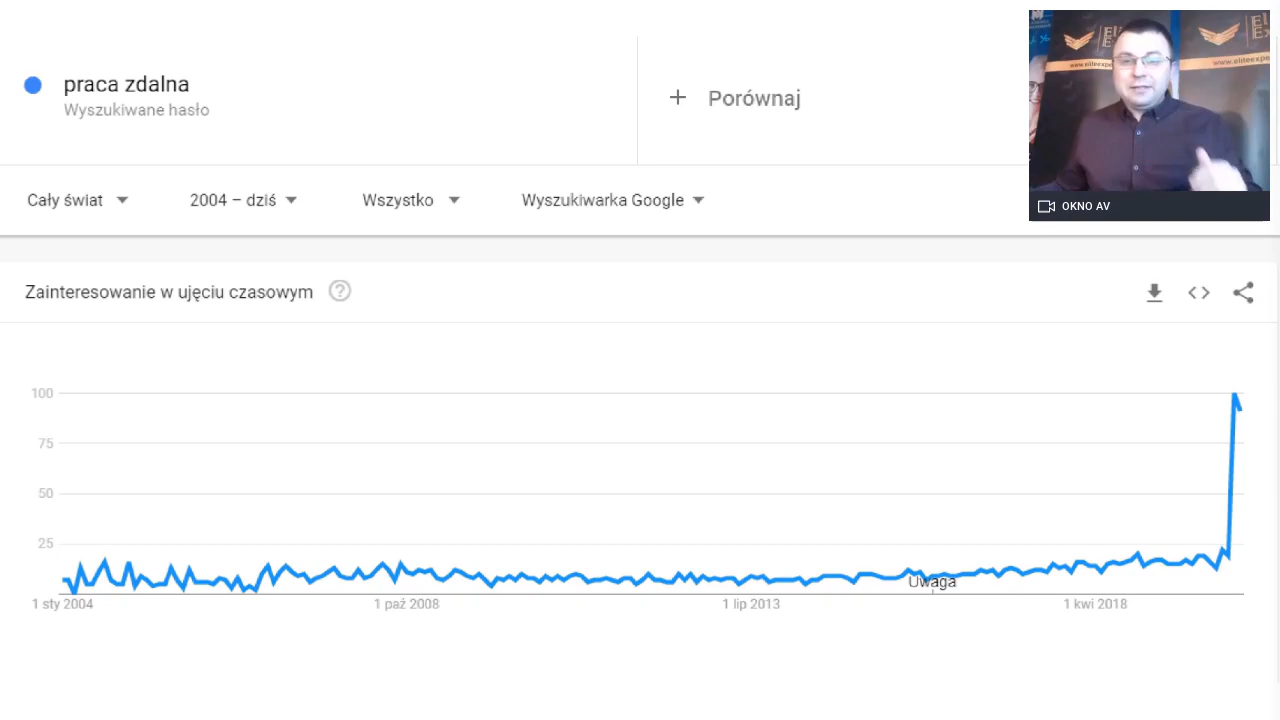 praca zdalna
Wyszukiwane hasło
+ Porównaj
Cały świat
2004 – dziś
Wszystko
Wyszukiwarka Google
OKNO AV
Zainteresowanie w ujęciu czasowym
?
100
75
50
25
Uwaga
1 sty 2004
1 paź 2008
1 lip 2013
1 kwi 2018